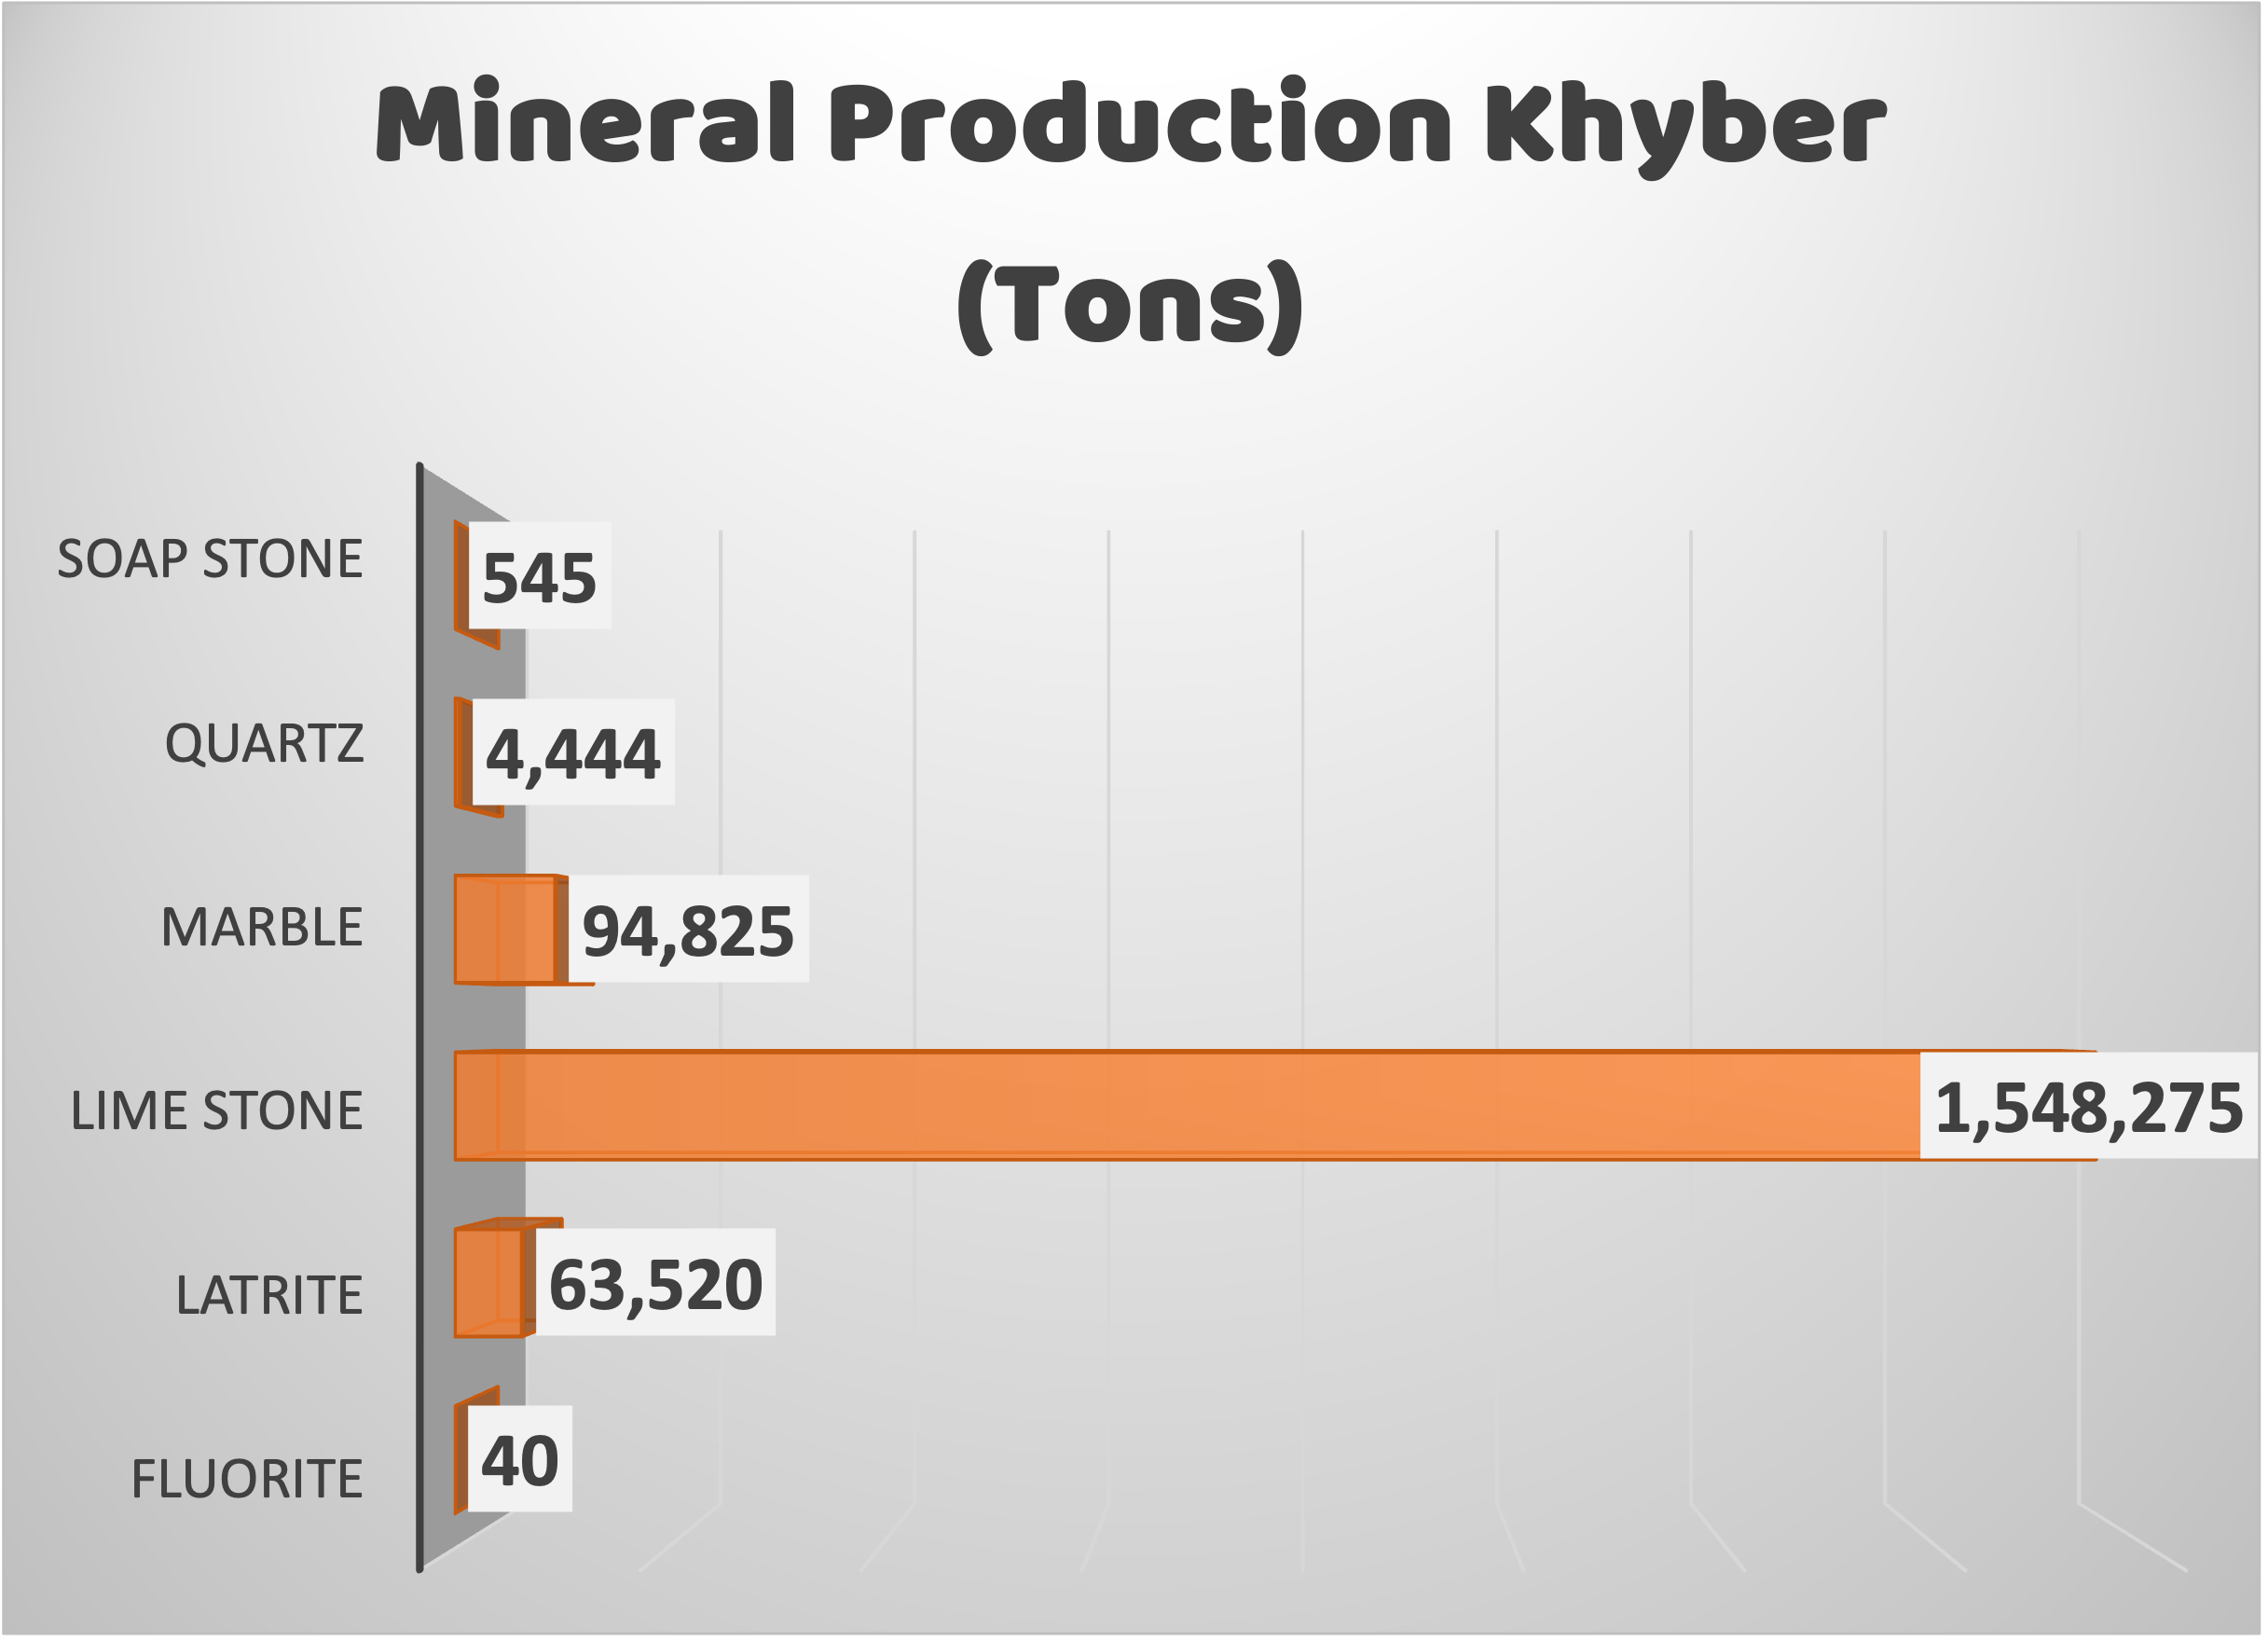 Mineral Production Khyber
(Tons)
SOAP STONE
545
QUARTZ
4,444
MARBLE
94,825
LIME STONE
1,548,275
LATRITE
63,520
FLUORITE
40